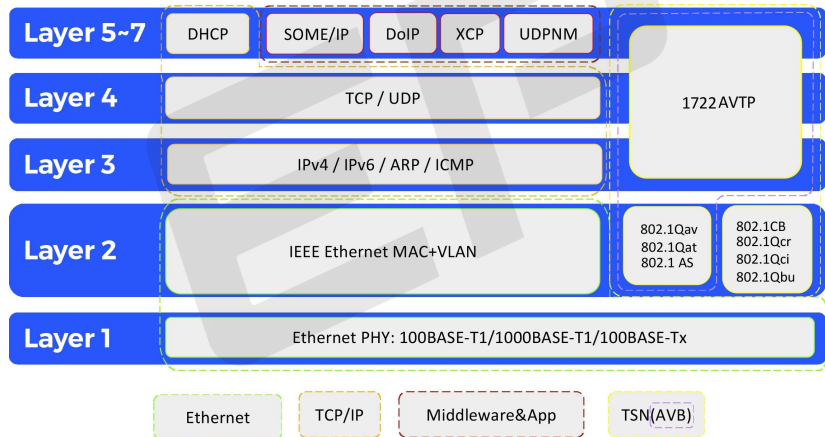 Layer 5~7
DHCP
SOME/IP
DoIP
XCP
UDPNM
1722 AVTP
Layer 4
TCP / UDP
Layer 3
IPv4 / IPv6 / ARP / ICMP
Layer 2
IEEE Ethernet MAC+VLAN
802.1Qav
802.1Qat
802.1 AS
802.1CB
802.1Qcr
802.1Qci
802.1Qbu
Layer 1
Ethernet PHY: 100BASE-T1/1000BASE-T1/100BASE-Tx
Ethernet
TCP/IP
Middleware&App
TSN(AVB)